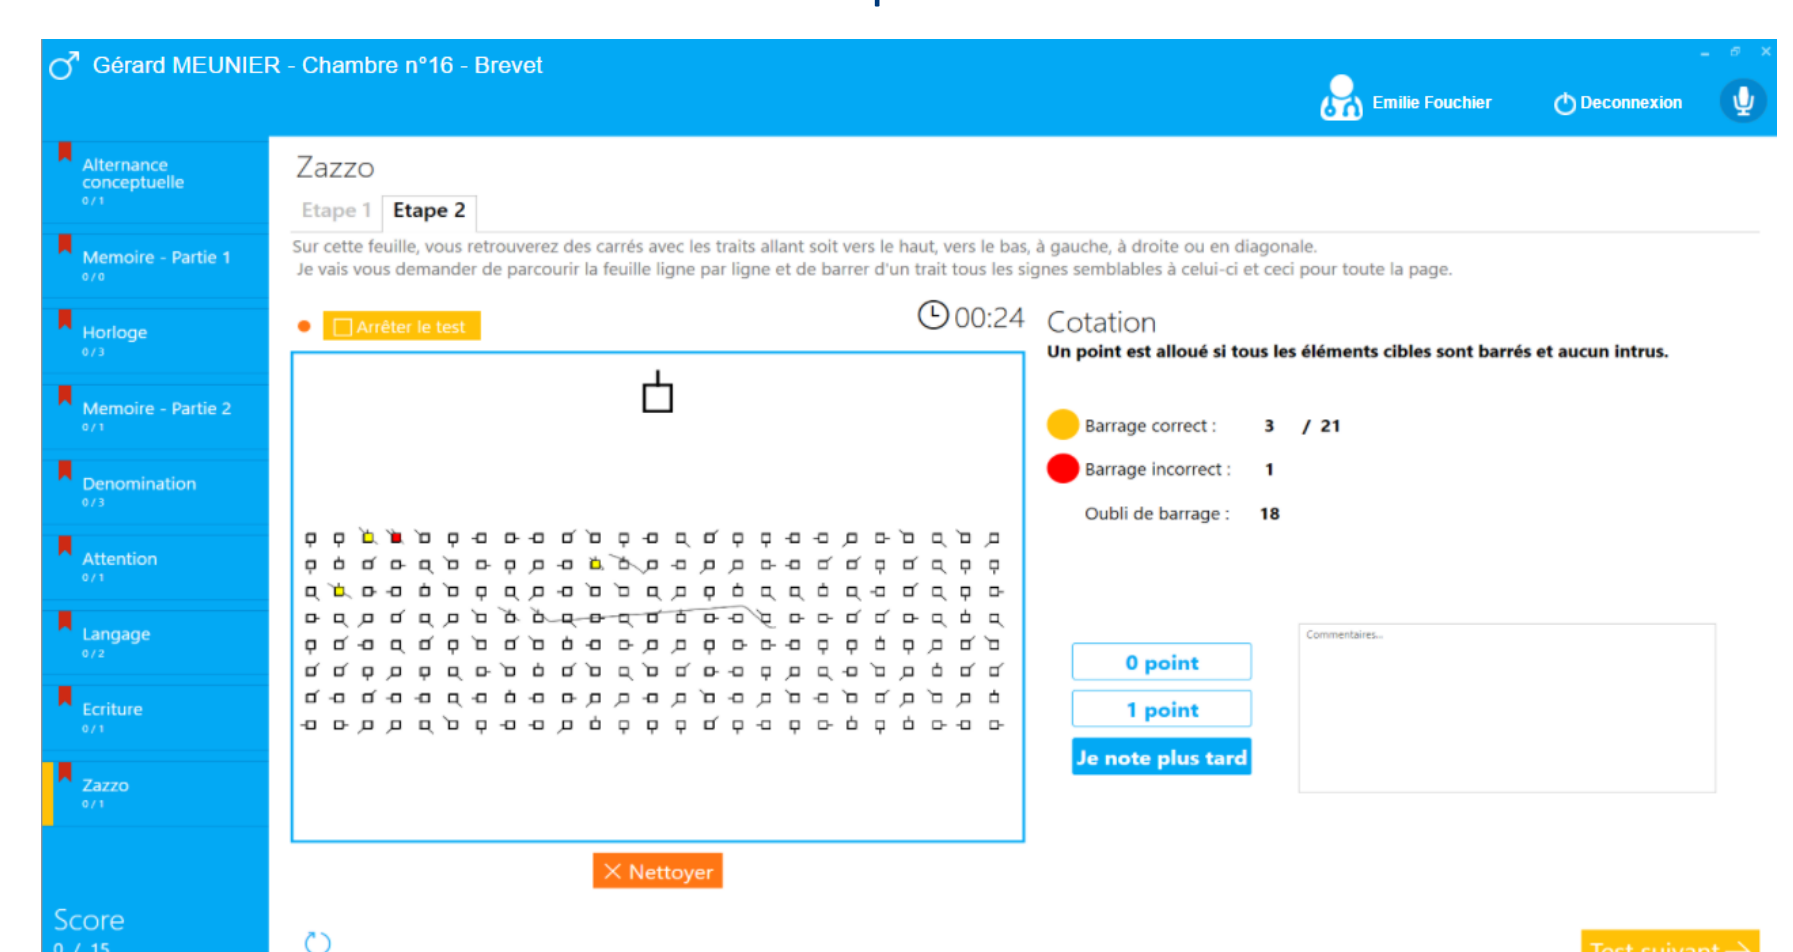 Gérard MEUNIER - Chambre n°16 - Brevet
Emilie Fouchier
Deconnexion
Alternance
conceptuelle
0 / 1
Memoire - Partie 1
0 / 0
Horloge
0 / 3
Memoire - Partie 2
0 / 1
Denomination
0 / 3
Attention
0 / 1
Langage
0 / 2
Ecriture
0 / 1
Zazzo
0 / 1
Score
0 / 15
Zazzo
Etape 1
Etape 2
Sur cette feuille, vous retrouverez des carrés avec les traits allant soit vers le haut, vers le bas, à gauche, à droite ou en diagonale.
Je vais vous demander de parcourir la feuille ligne par ligne et de barrer d'un trait tous les signes semblables à celui-ci et ceci pour toute la page.
Arrêter le test
00:24
Nettoyer
Cotation
Un point est alloué si tous les éléments cibles sont barrés et aucun intrus.
Barrage correct : 3 / 21
Barrage incorrect : 1
Oubli de barrage : 18
0 point
1 point
Je note plus tard
Commentaires...
Test suivant